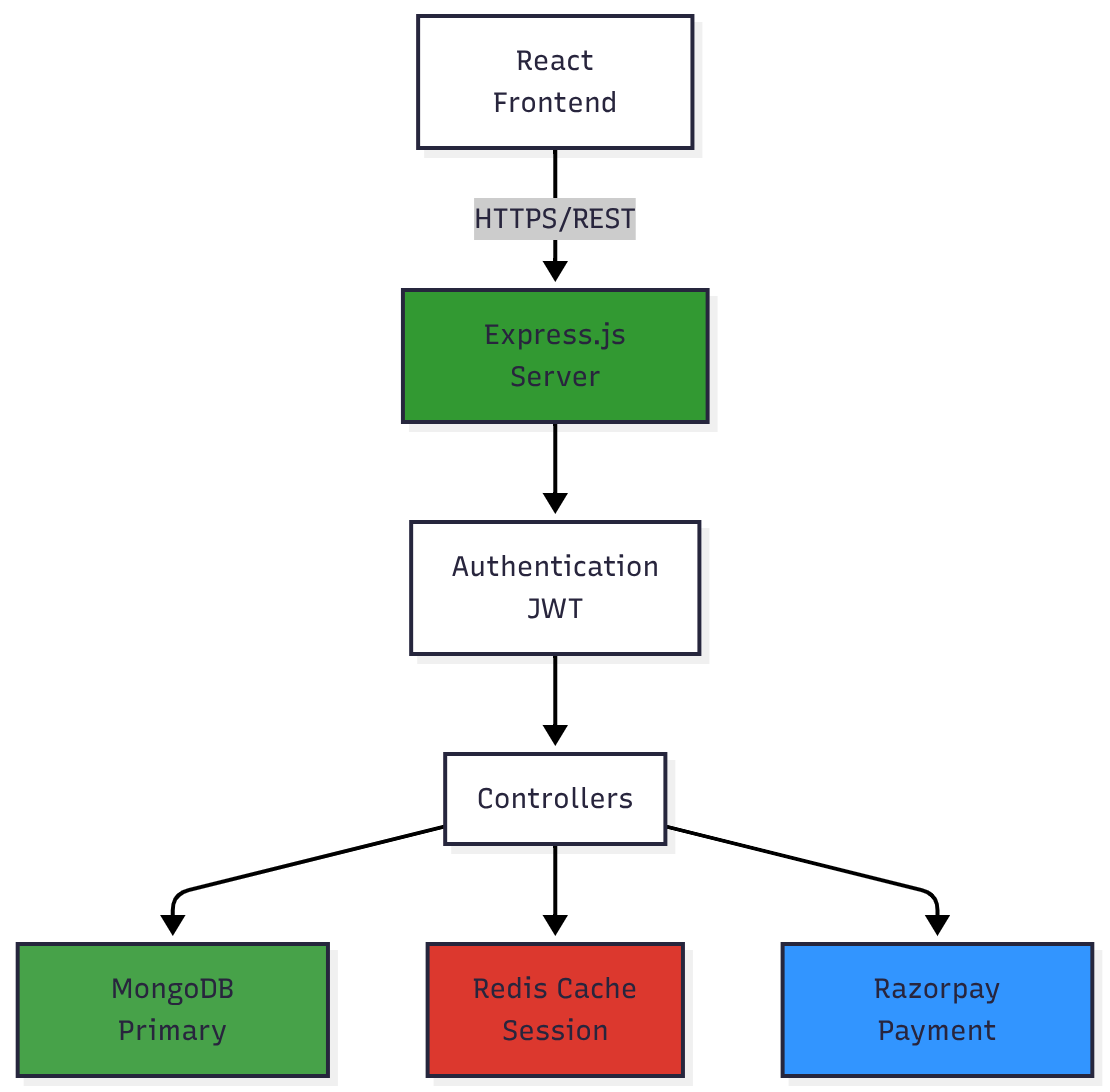 React
Frontend
HTTPS/REST
Express.js
Server
Authentication
JWT
Controllers
MongoDB
Primary
Redis Cache
Session
Razorpay
Payment